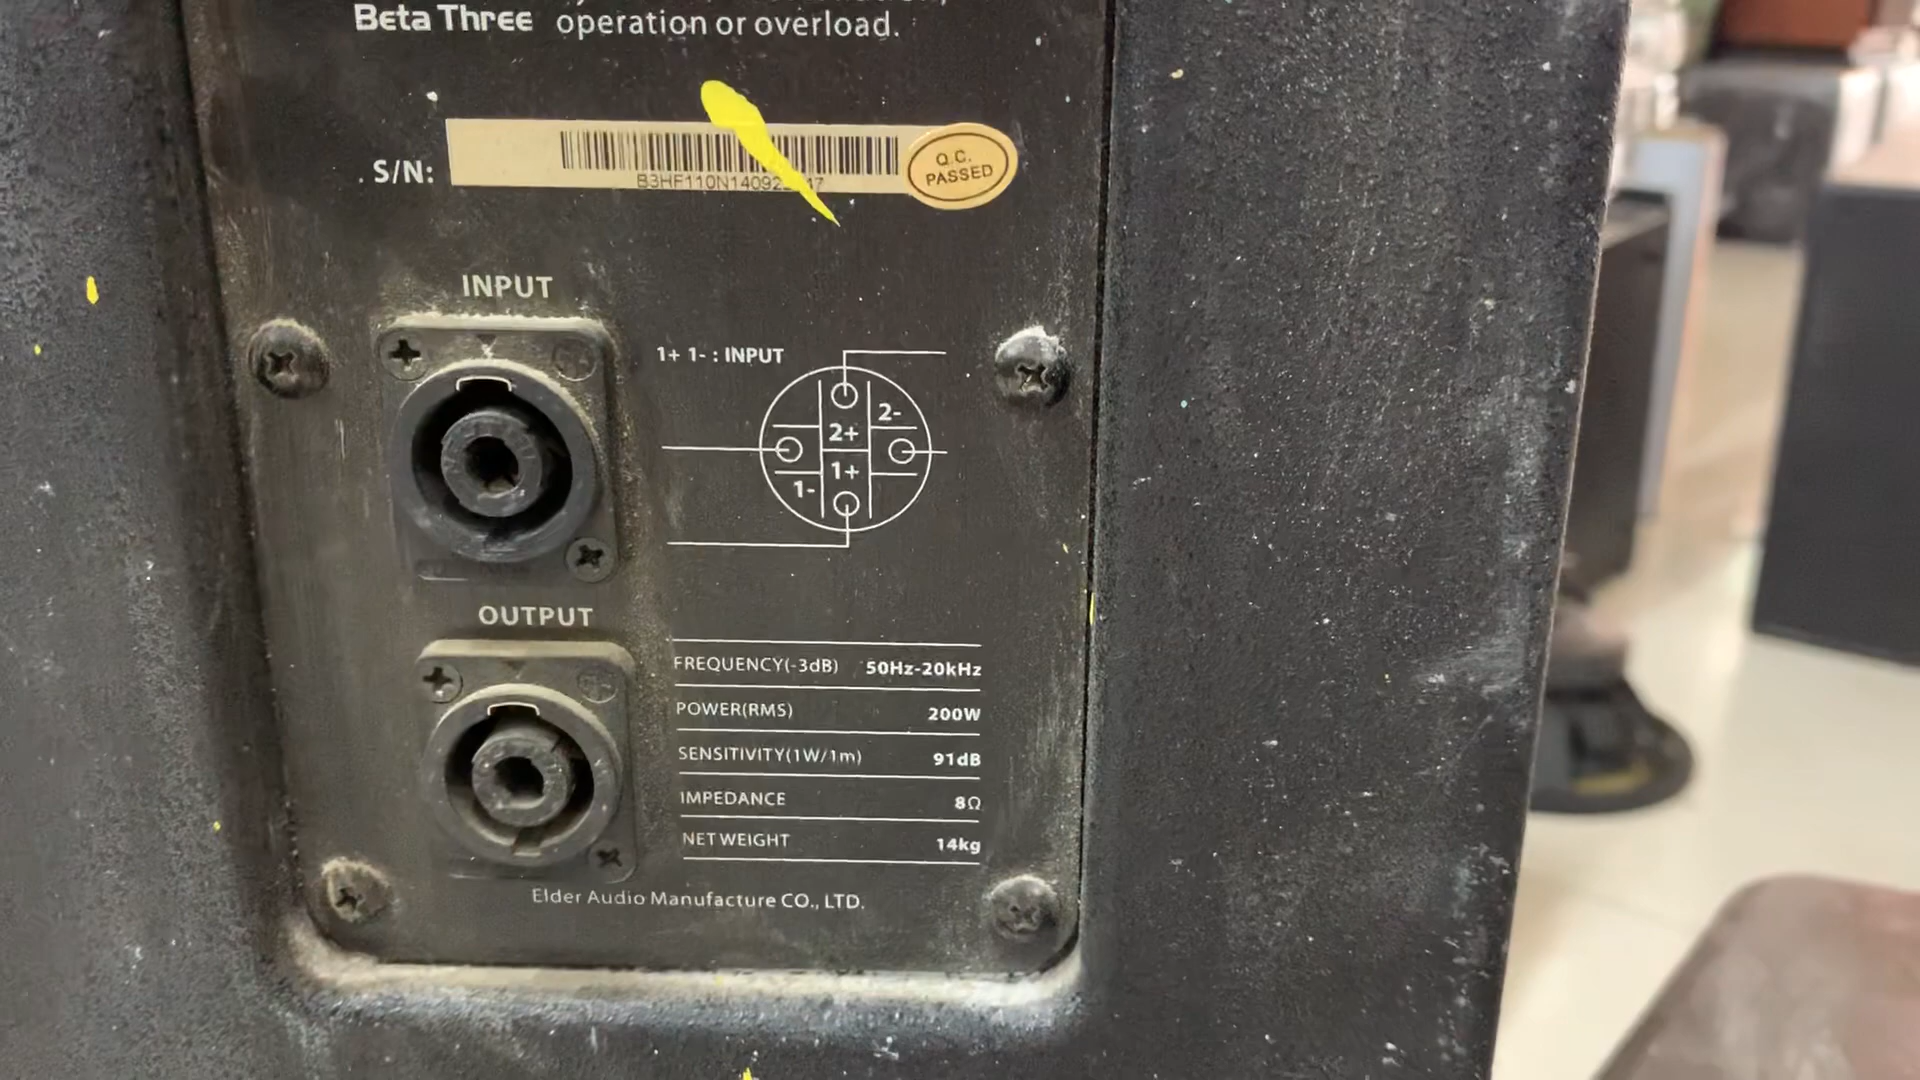 Beta Three operation or overload.
S/N:
Q.C.
PASSED
INPUT
1+ 1- : INPUT
2-
2+
1+
1-
OUTPUT
FREQUENCY(-3dB) 50Hz-20kHz
POWER(RMS) 200W
SENSITIVITY(1W/1m) 91dB
IMPEDANCE 8Ω
NET WEIGHT 14kg
Elder Audio Manufacture CO., LTD.